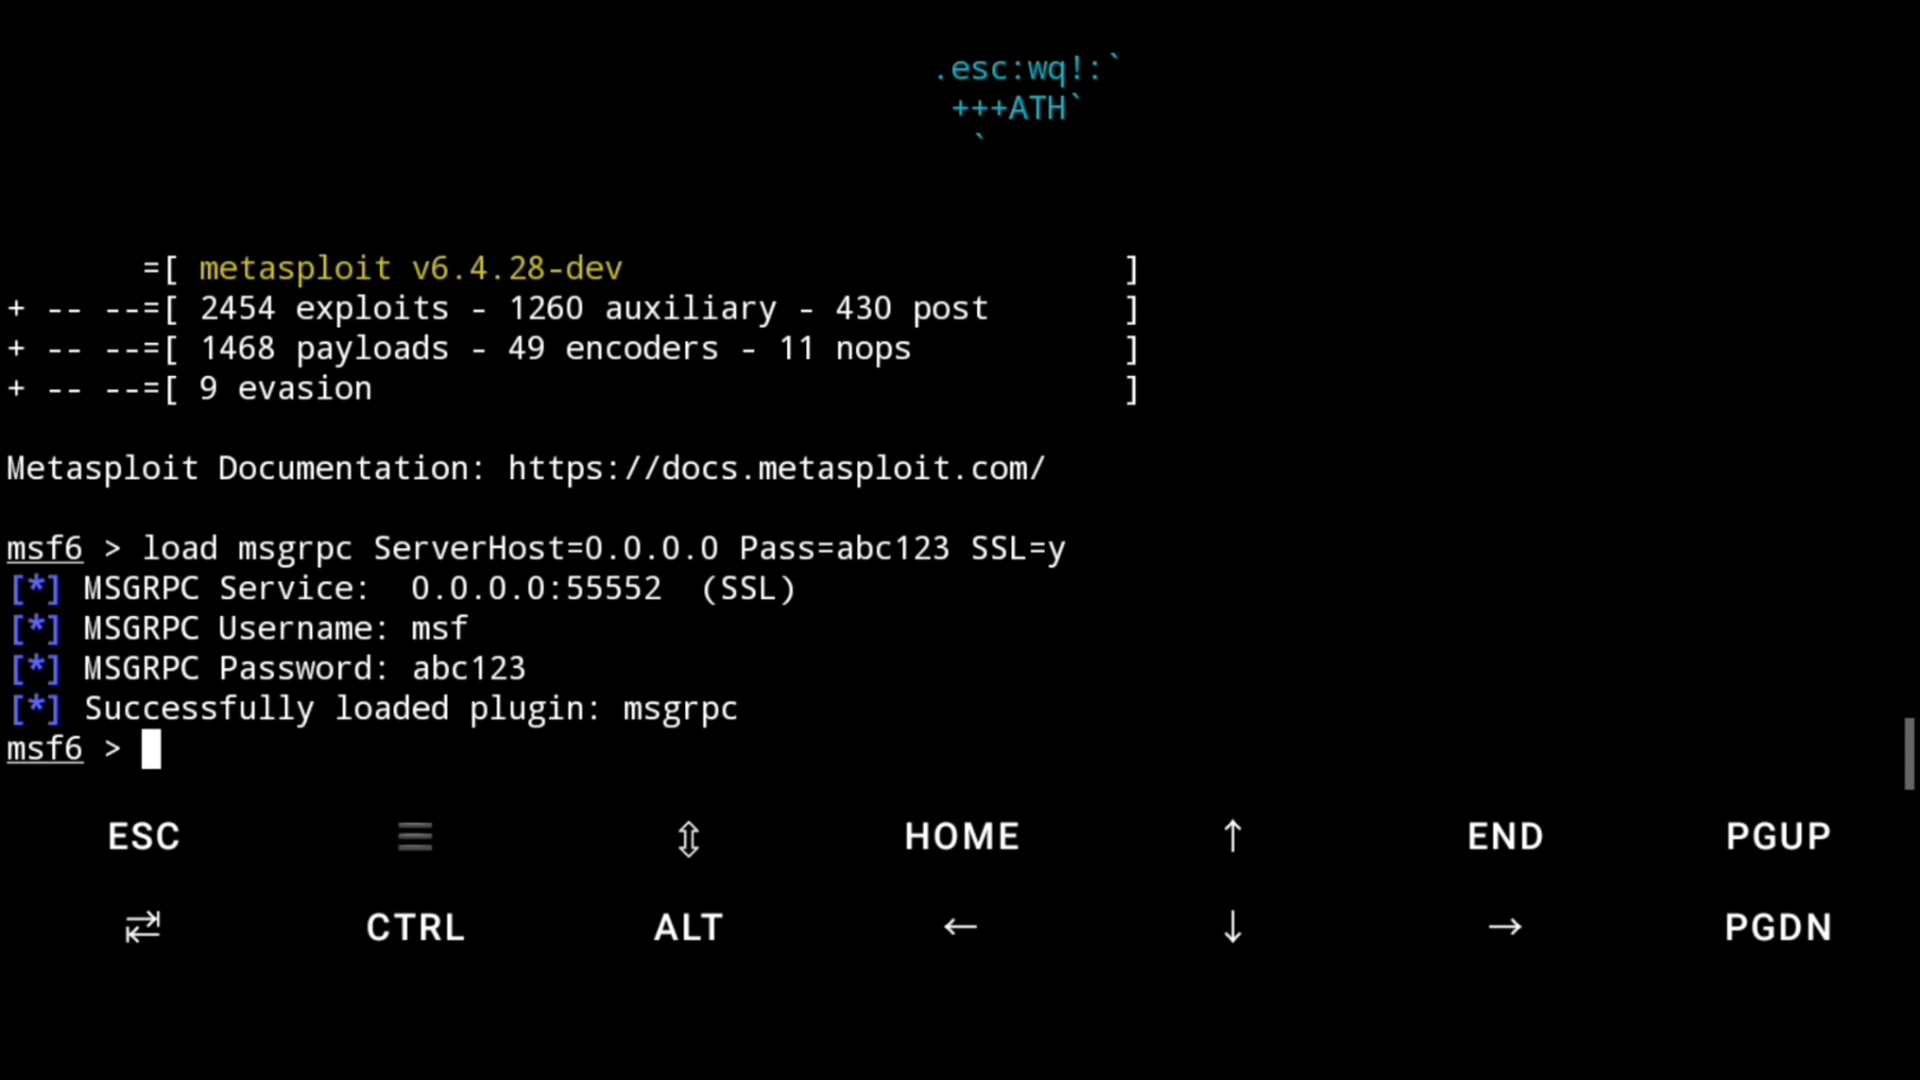 .esc:wq!:`
+++ATH`
`
=[ metasploit v6.4.28-dev ]
+ -- --=[ 2454 exploits - 1260 auxiliary - 430 post ]
+ -- --=[ 1468 payloads - 49 encoders - 11 nops ]
+ -- --=[ 9 evasion ]
Metasploit Documentation: https://docs.metasploit.com/
msf6 > load msgrpc ServerHost=0.0.0.0 Pass=abc123 SSL=y
[*] MSGRPC Service:  0.0.0.0:55552  (SSL)
[*] MSGRPC Username: msf
[*] MSGRPC Password: abc123
[*] Successfully loaded plugin: msgrpc
msf6 >
ESC ☰ ⇳ HOME ↑ END PGUP
⇄ CTRL ALT ← ↓ → PGDN